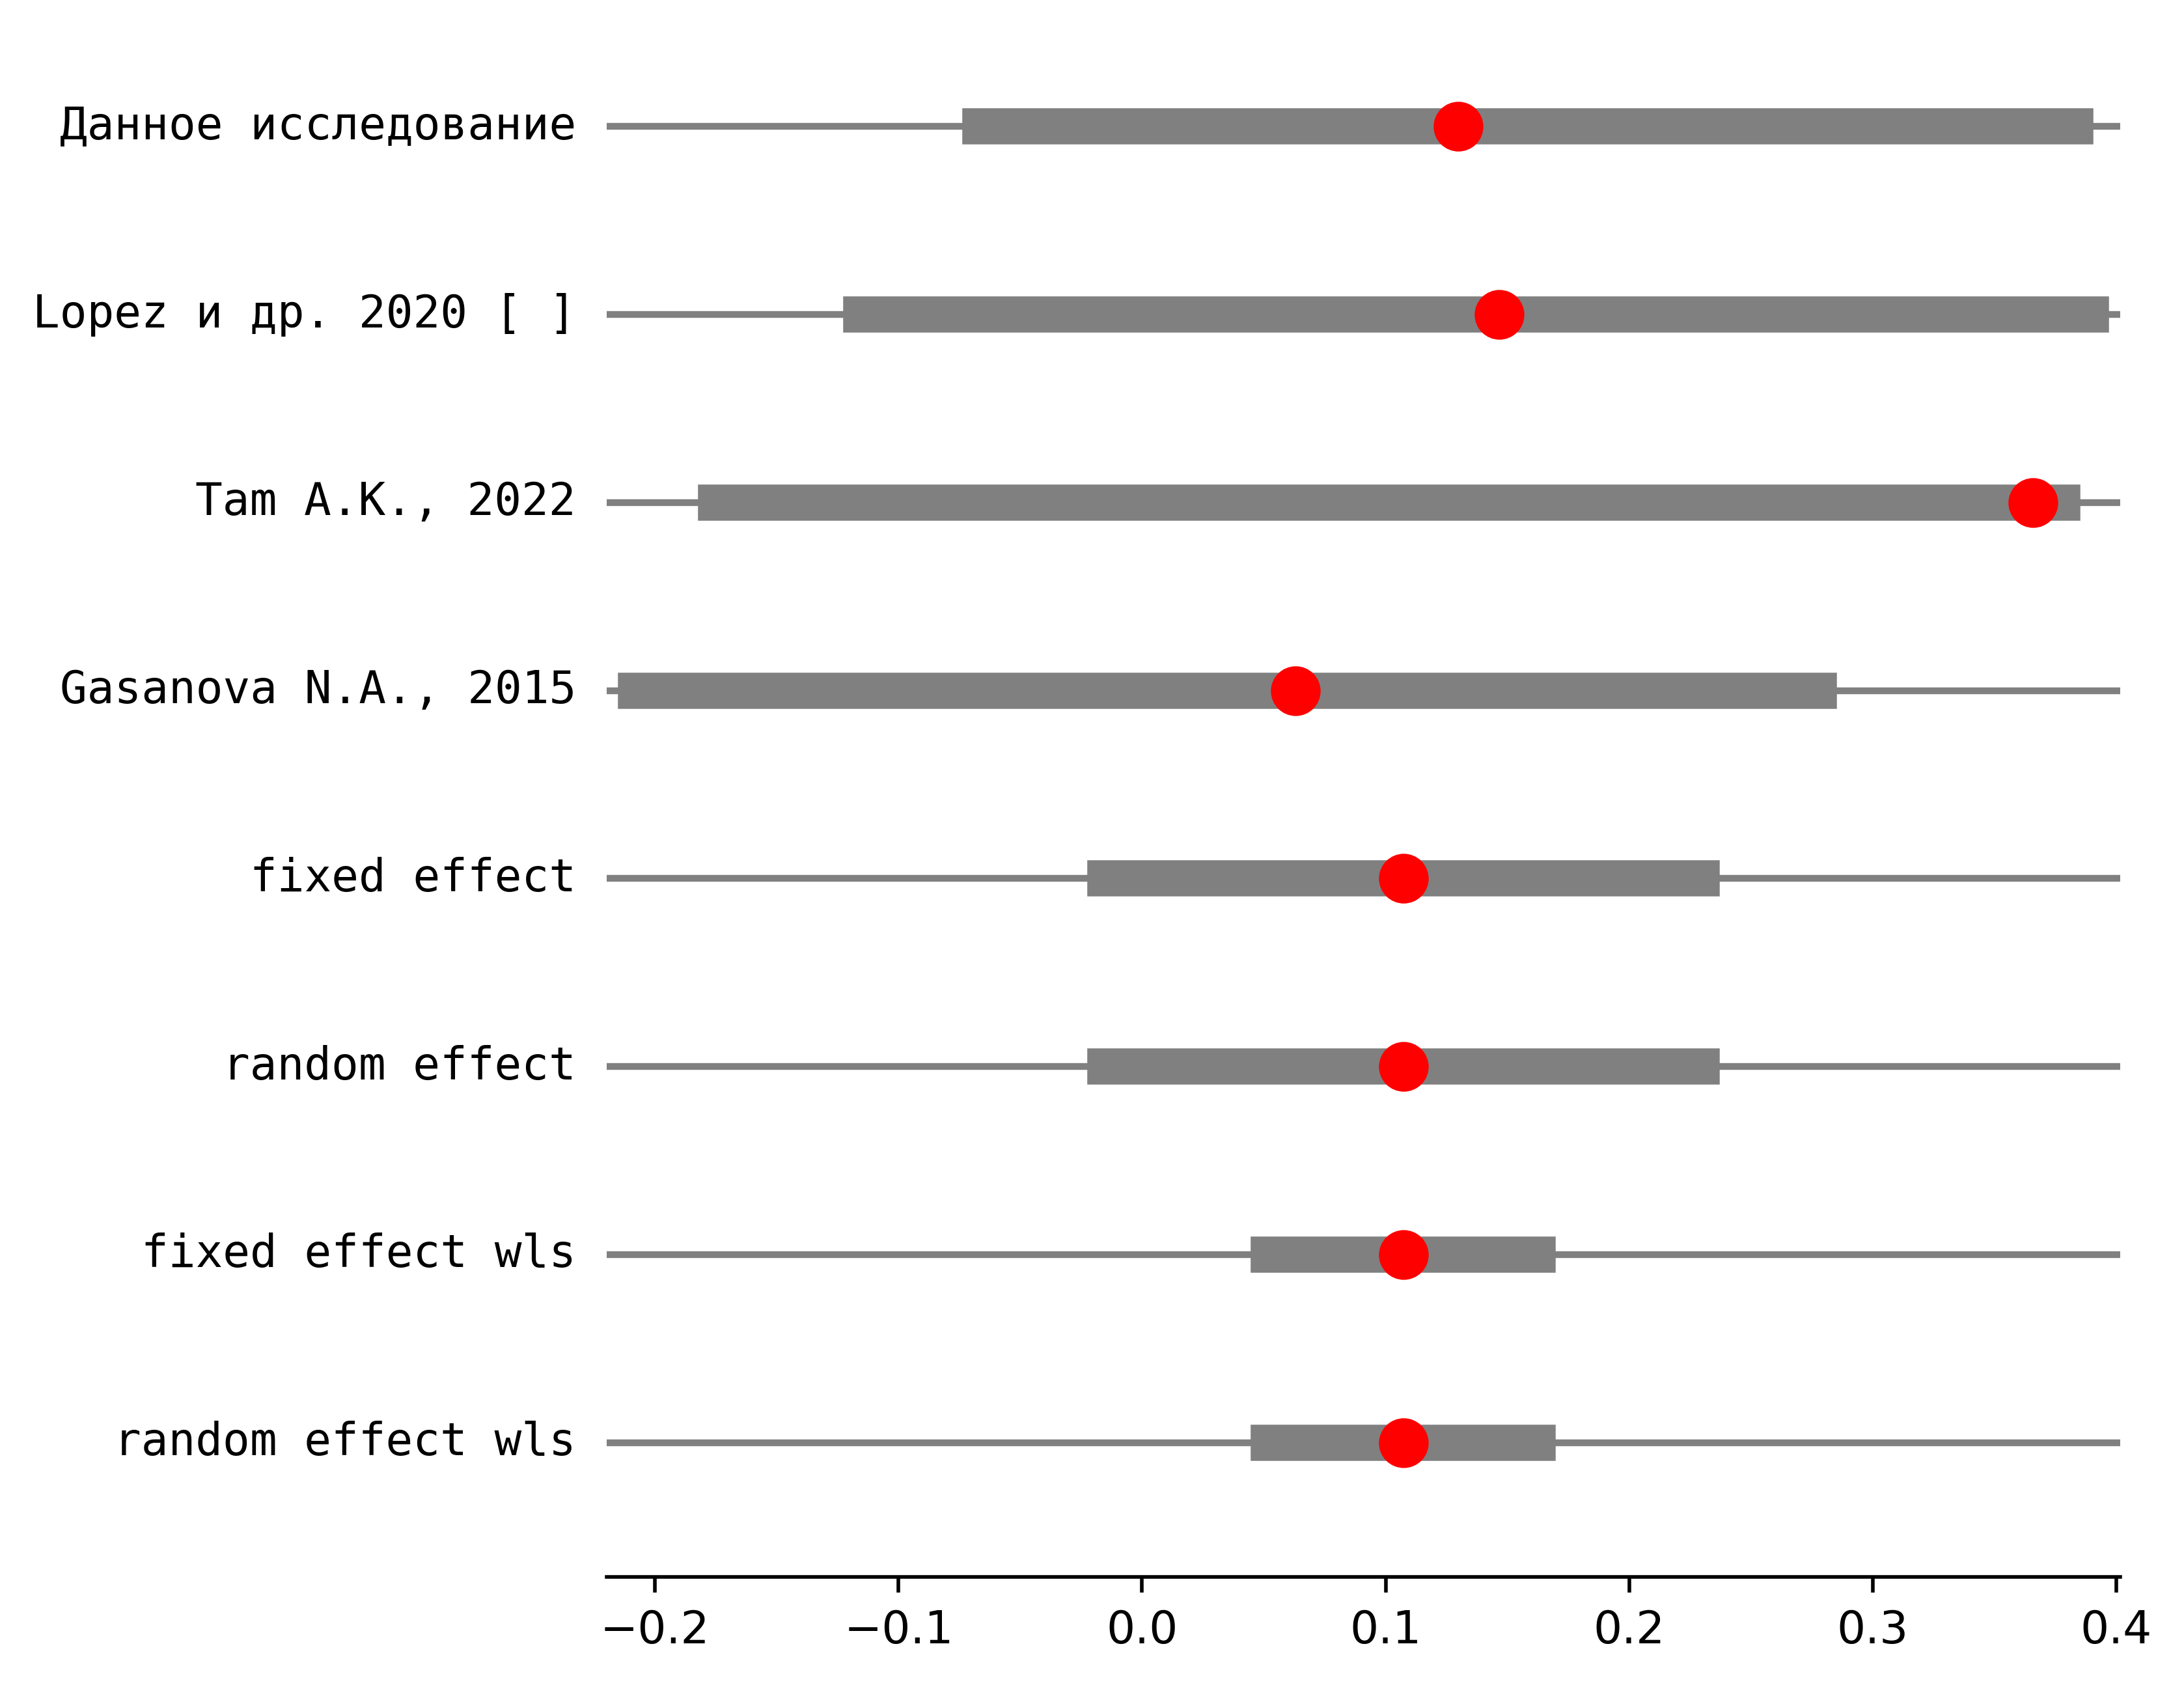 Данное исследование
Lopez и др. 2020 [ ]
Tam A.K., 2022
Gasanova N.A., 2015
fixed effect
random effect
fixed effect wls
random effect wls
−0.2 −0.1 0.0 0.1 0.2 0.3 0.4